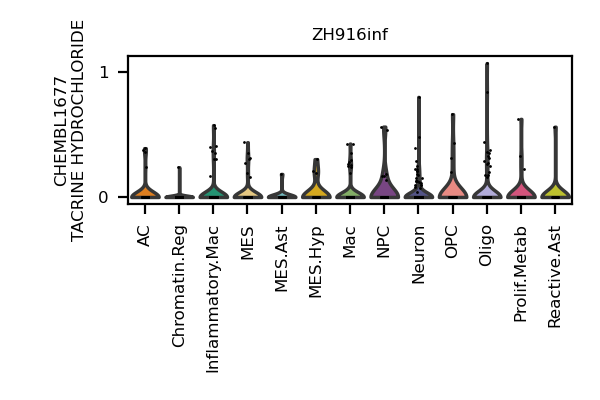 ZH916inf
CHEMBL1677
TACRINE HYDROCHLORIDE
1
0
AC
Chromatin.Reg
Inflammatory.Mac
MES
MES.Ast
MES.Hyp
Mac
NPC
Neuron
OPC
Oligo
Prolif.Metab
Reactive.Ast